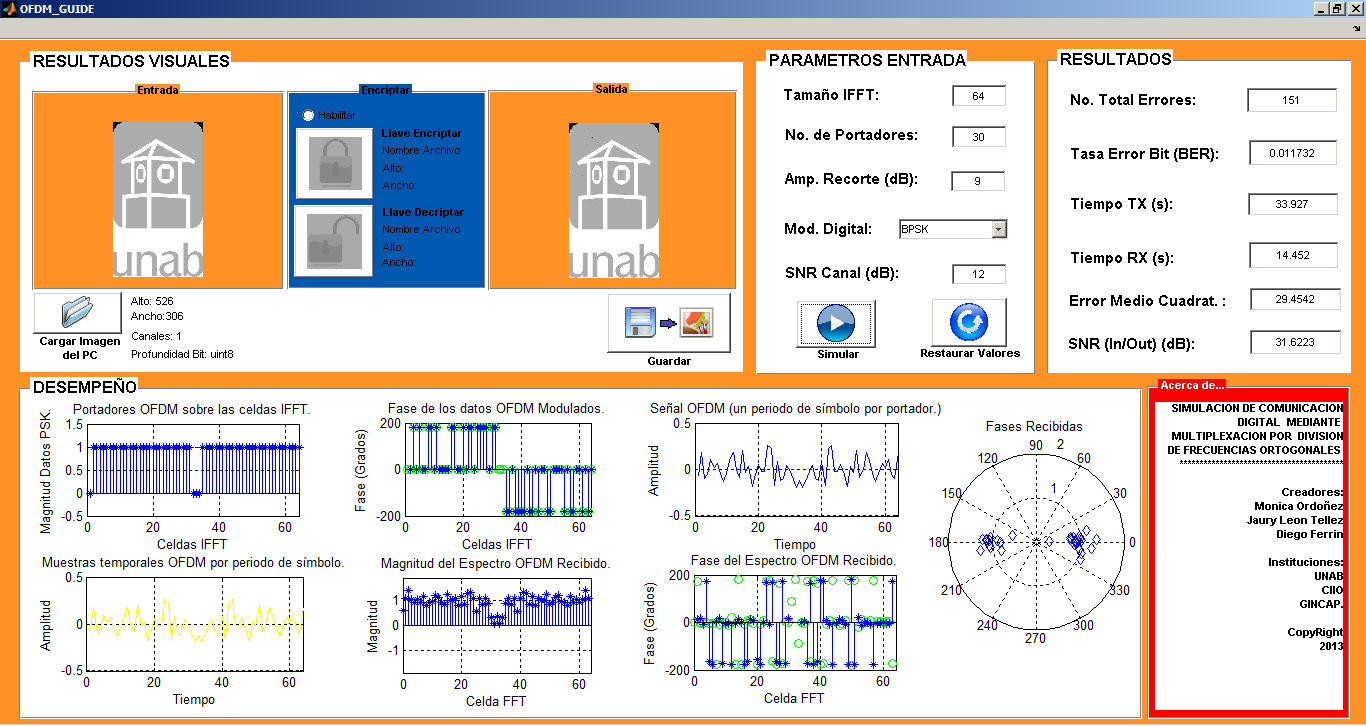 OFDM_GUIDE
RESULTADOS VISUALES
Entrada
unab
Encriptar
Habilitar
Llave Encriptar
Nombre Archivo
Alto:
Ancho:
Llave Decriptar
Nombre Archivo
Alto:
Ancho:
Salida
unab
Cargar Imagen
del PC
Alto: 526
Ancho:306
Canales: 1
Profundidad Bit: uint8
Guardar
PARAMETROS ENTRADA
Tamaño IFFT: 64
No. de Portadores: 30
Amp. Recorte (dB): 9
Mod. Digital: BPSK
SNR Canal (dB): 12
Simular
Restaurar Valores
RESULTADOS
No. Total Errores: 151
Tasa Error Bit (BER): 0.011732
Tiempo TX (s): 33.927
Tiempo RX (s): 14.452
Error Medio Cuadrat. : 29.4542
SNR (In/Out) (dB): 31.6223
DESEMPEÑO
Portadores OFDM sobre las celdas IFFT.
Magnitud Datos PSK.
1.5
1
0.5
0
-0.5
0 20 40 60
Celdas IFFT
Fase de los datos OFDM Modulados.
Fase (Grados)
200
0
-200
0 20 40 60
Celdas IFFT
Señal OFDM (un periodo de símbolo por portador.)
Amplitud
0.5
0
-0.5
0 20 40 60
Tiempo
Fases Recibidas
90 2
120 60
1
150 30
180 0
210 330
240 300
270
Muestras temporales OFDM por periodo de símbolo.
Amplitud
0.5
0
-0.5
0 20 40 60
Tiempo
Magnitud del Espectro OFDM Recibido.
Magnitud
1
0
-1
0 20 40 60
Celda FFT
Fase del Espectro OFDM Recibido.
Fase (Grados)
200
0
-200
0 20 40 60
Celda FFT
Acerca de...
SIMULACION DE COMUNICACION
DIGITAL MEDIANTE
MULTIPLEXACION POR DIVISION
DE FRECUENCIAS ORTOGONALES
Creadores:
Monica Ordoñez
Jaury Leon Tellez
Diego Ferrin
Instituciones:
UNAB
CIIO
GINCAP.
CopyRight
2013